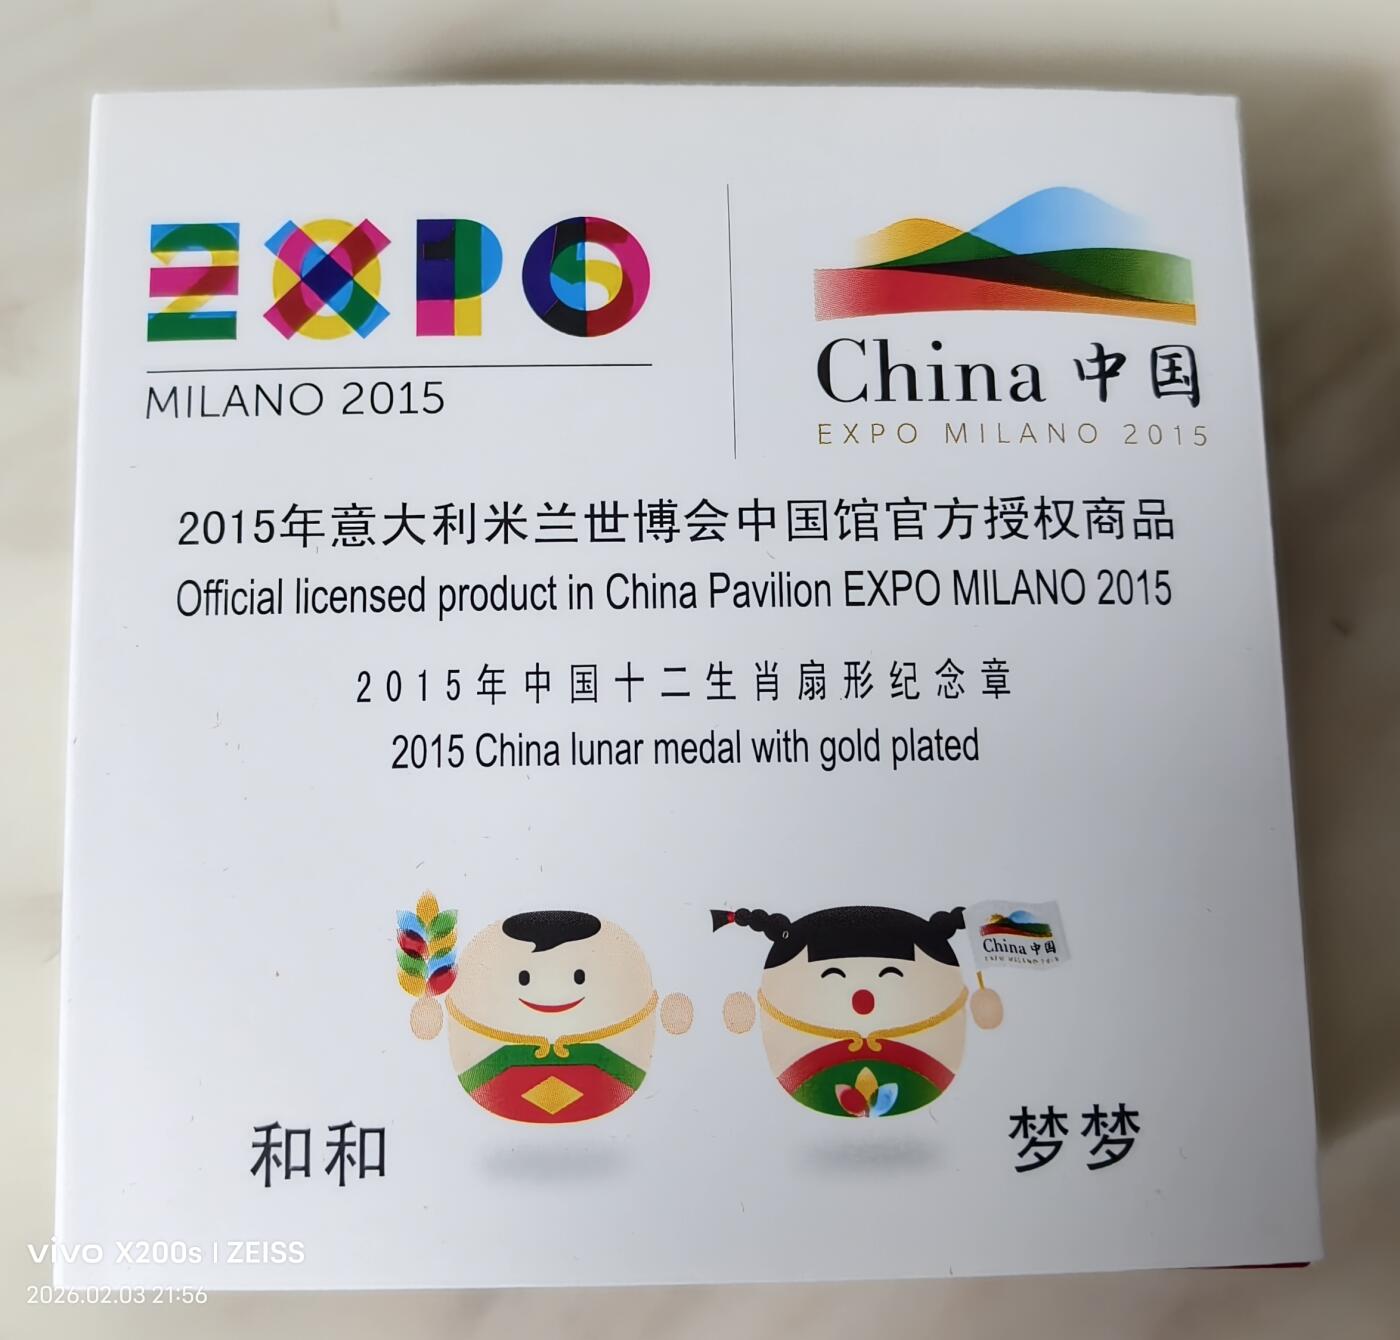 EXPO
MILANO 2015
China 中国
EXPO MILANO 2015
2015年意大利米兰世博会中国馆官方授权商品
Official licensed product in China Pavilion EXPO MILANO 2015
2015年中国十二生肖扇形纪念章
2015 China lunar medal with gold plated
China 中国
EXPO MILANO 2015
和和
梦梦
vivo X200s | ZEISS
2026.02.03 21:56